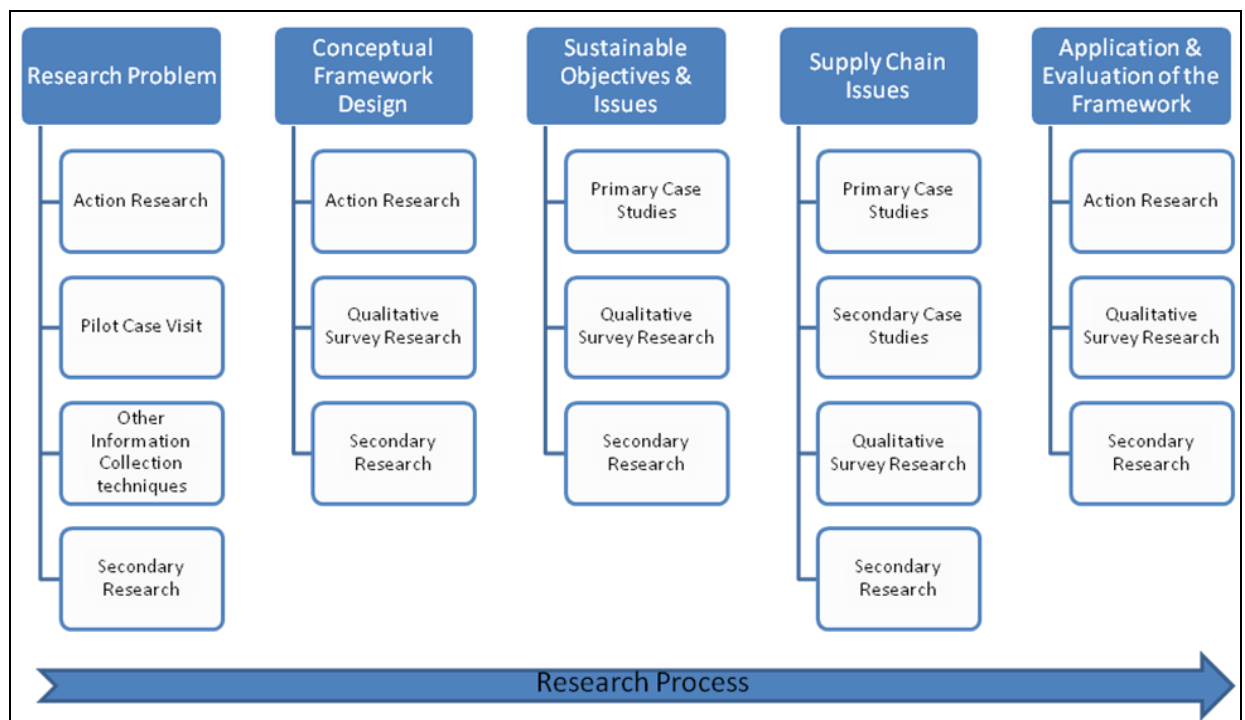 Research Problem
Action Research
Pilot Case Visit
Other
Information
Collection
techniques
Secondary
Research
Conceptual
Framework
Design
Action Research
Qualitative
Survey Research
Secondary
Research
Sustainable
Objectives &
Issues
Primary Case
Studies
Qualitative
Survey Research
Secondary
Research
Supply Chain
Issues
Primary Case
Studies
Secondary Case
Studies
Qualitative
Survey Research
Secondary
Research
Application &
Evaluation of the
Framework
Action Research
Qualitative
Survey Research
Secondary
Research
Research Process